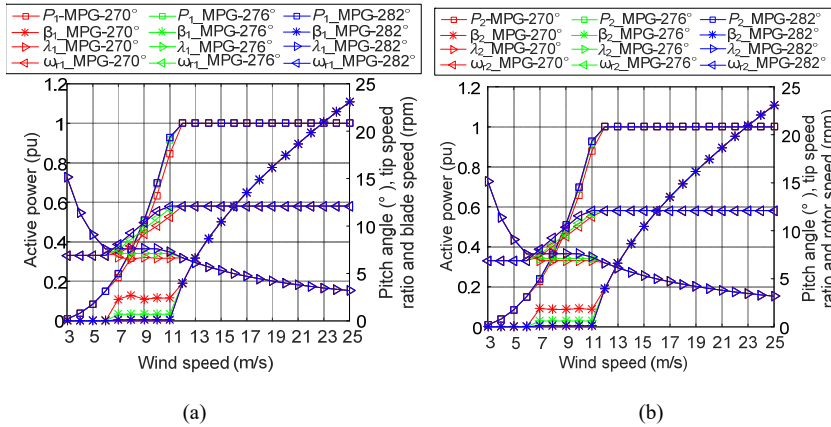 P1-MPG-270° P1_MPG-276° P1_MPG-282°
β1_MPG-270° β1_MPG-276° β1_MPG-282°
λ1_MPG-270° λ1_MPG-276° λ1_MPG-282°
ωr1_MPG-270° ωr1_MPG-276° ωr1_MPG-282°
1.2
1
0.8
0.6
0.4
0.2
0
Active power (pu)
25
20
15
10
5
0
Pitch angle (°), tip speed
ratio and blade speed (rpm)
3 5 7 9 11 13 15 17 19 21 23 25
Wind speed (m/s)
(a)
P2-MPG-270° P2_MPG-276° P2_MPG-282°
β2_MPG-270° β2_MPG-276° β2_MPG-282°
λ2_MPG-270° λ2_MPG-276° λ2_MPG-282°
ωr2_MPG-270° ωr2_MPG-276° ωr2_MPG-282°
1.2
1
0.8
0.6
0.4
0.2
0
Active power (pu)
25
20
15
10
5
0
Pitch angle (°), tip speed
ratio and rotor speed (rpm)
3 5 7 9 11 13 15 17 19 21 23 25
Wind speed (m/s)
(b)